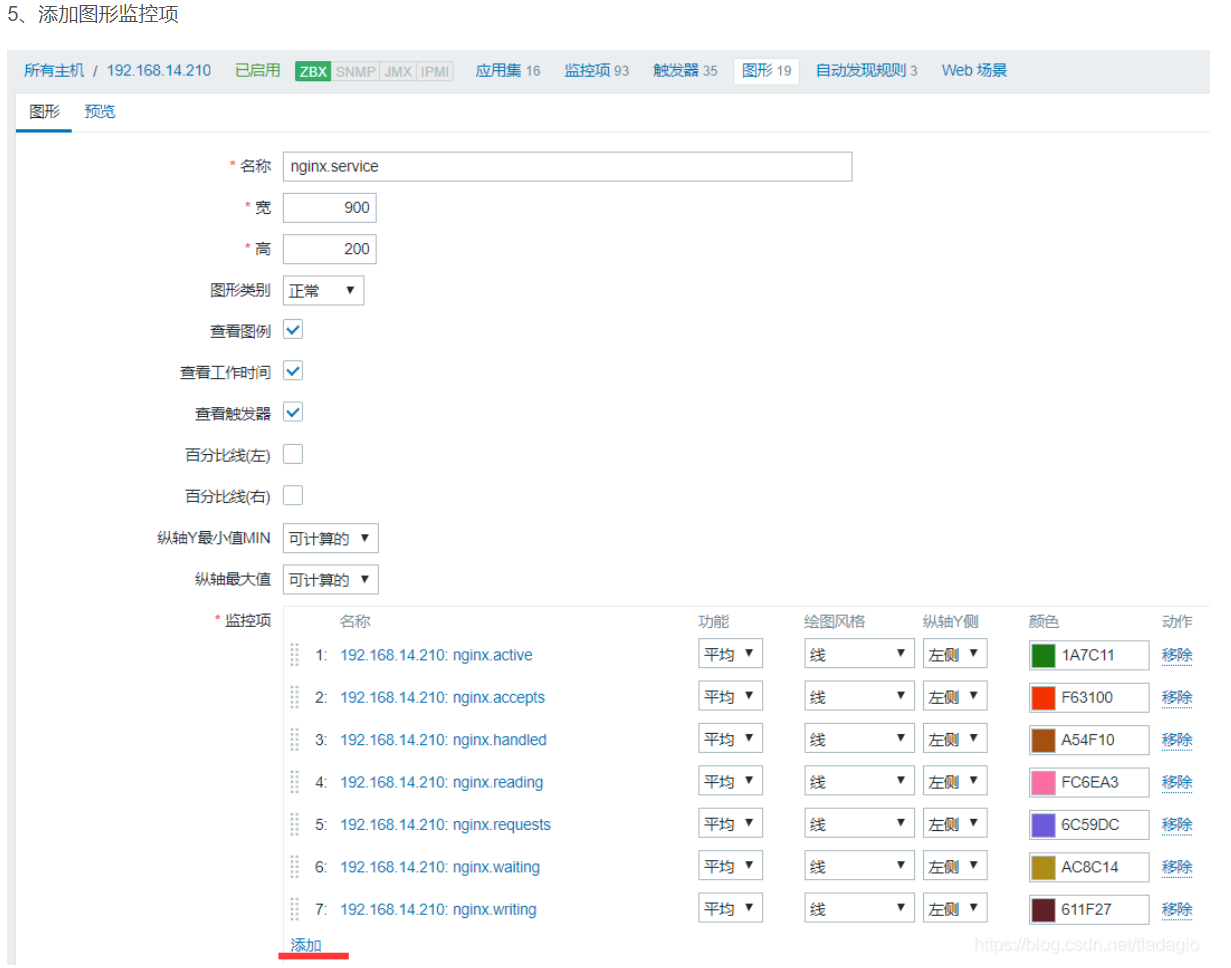 5、添加图形监控项
所有主机 / 192.168.14.210 已启用 ZBX SNMP JMX IPMI 应用集 16 监控项 93 触发器 35 图形 19 自动发现规则 3 Web 场景
图形 预览
* 名称 nginx.service
* 宽 900
* 高 200
图形类别 正常
查看图例
查看工作时间
查看触发器
百分比线(左)
百分比线(右)
纵轴Y最小值MIN 可计算的
纵轴最大值 可计算的
* 监控项 名称 功能 绘图风格 纵轴Y侧 颜色 动作
1: 192.168.14.210: nginx.active 平均 线 左侧 1A7C11 移除
2: 192.168.14.210: nginx.accepts 平均 线 左侧 F63100 移除
3: 192.168.14.210: nginx.handled 平均 线 左侧 A54F10 移除
4: 192.168.14.210: nginx.reading 平均 线 左侧 FC6EA3 移除
5: 192.168.14.210: nginx.requests 平均 线 左侧 6C59DC 移除
6: 192.168.14.210: nginx.waiting 平均 线 左侧 AC8C14 移除
7: 192.168.14.210: nginx.writing 平均 线 左侧 611F27 移除
添加
https://blog.csdn.net/tladagio